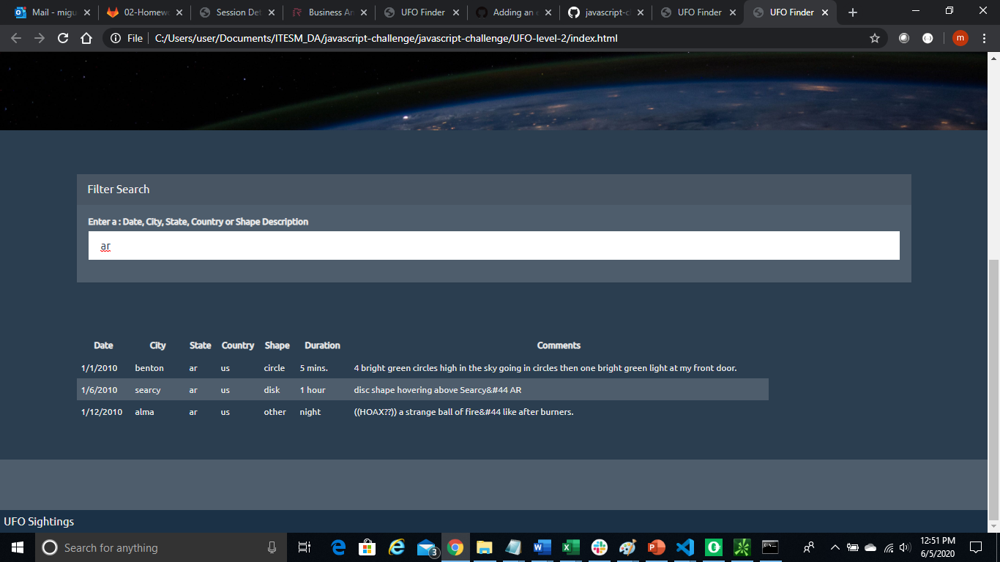 Mail - migu
02-Homewo
Session Det
Business An
UFO Finder
Adding an e
javascript-cl
UFO Finder
UFO Finder
File C:/Users/user/Documents/ITESM_DA/javascript-challenge/javascript-challenge/UFO-level-2/index.html
m
Filter Search
Enter a : Date, City, State, Country or Shape Description
ar
Date City State Country Shape Duration Comments
1/1/2010 benton ar us circle 5 mins. 4 bright green circles high in the sky going in circles then one bright green light at my front door.
1/6/2010 searcy ar us disk 1 hour disc shape hovering above Searcy&#44 AR
1/12/2010 alma ar us other night ((HOAX??)) a strange ball of fire&#44 like after burners.
UFO Sightings
Search for anything
3
12:51 PM
6/5/2020